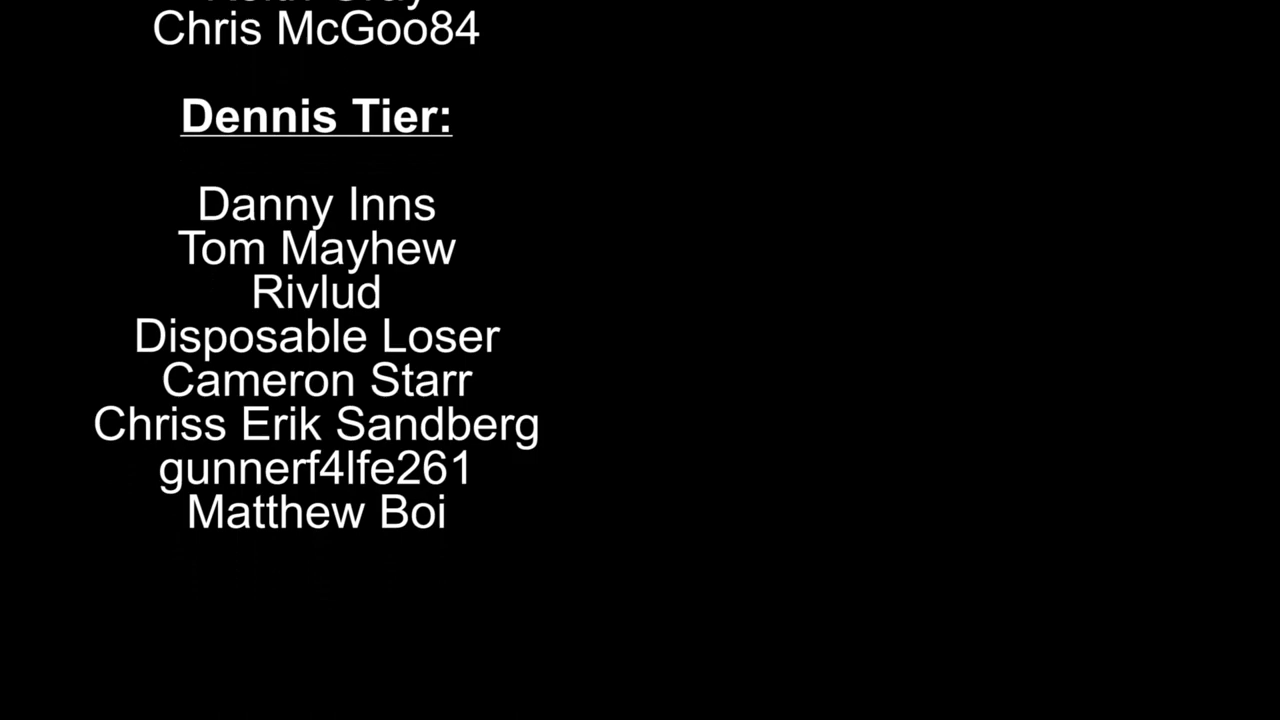 Chris McGoo84
Dennis Tier:
Danny Inns
Tom Mayhew
Rivlud
Disposable Loser
Cameron Starr
Chriss Erik Sandberg
gunnerf4lfe261
Matthew Boi